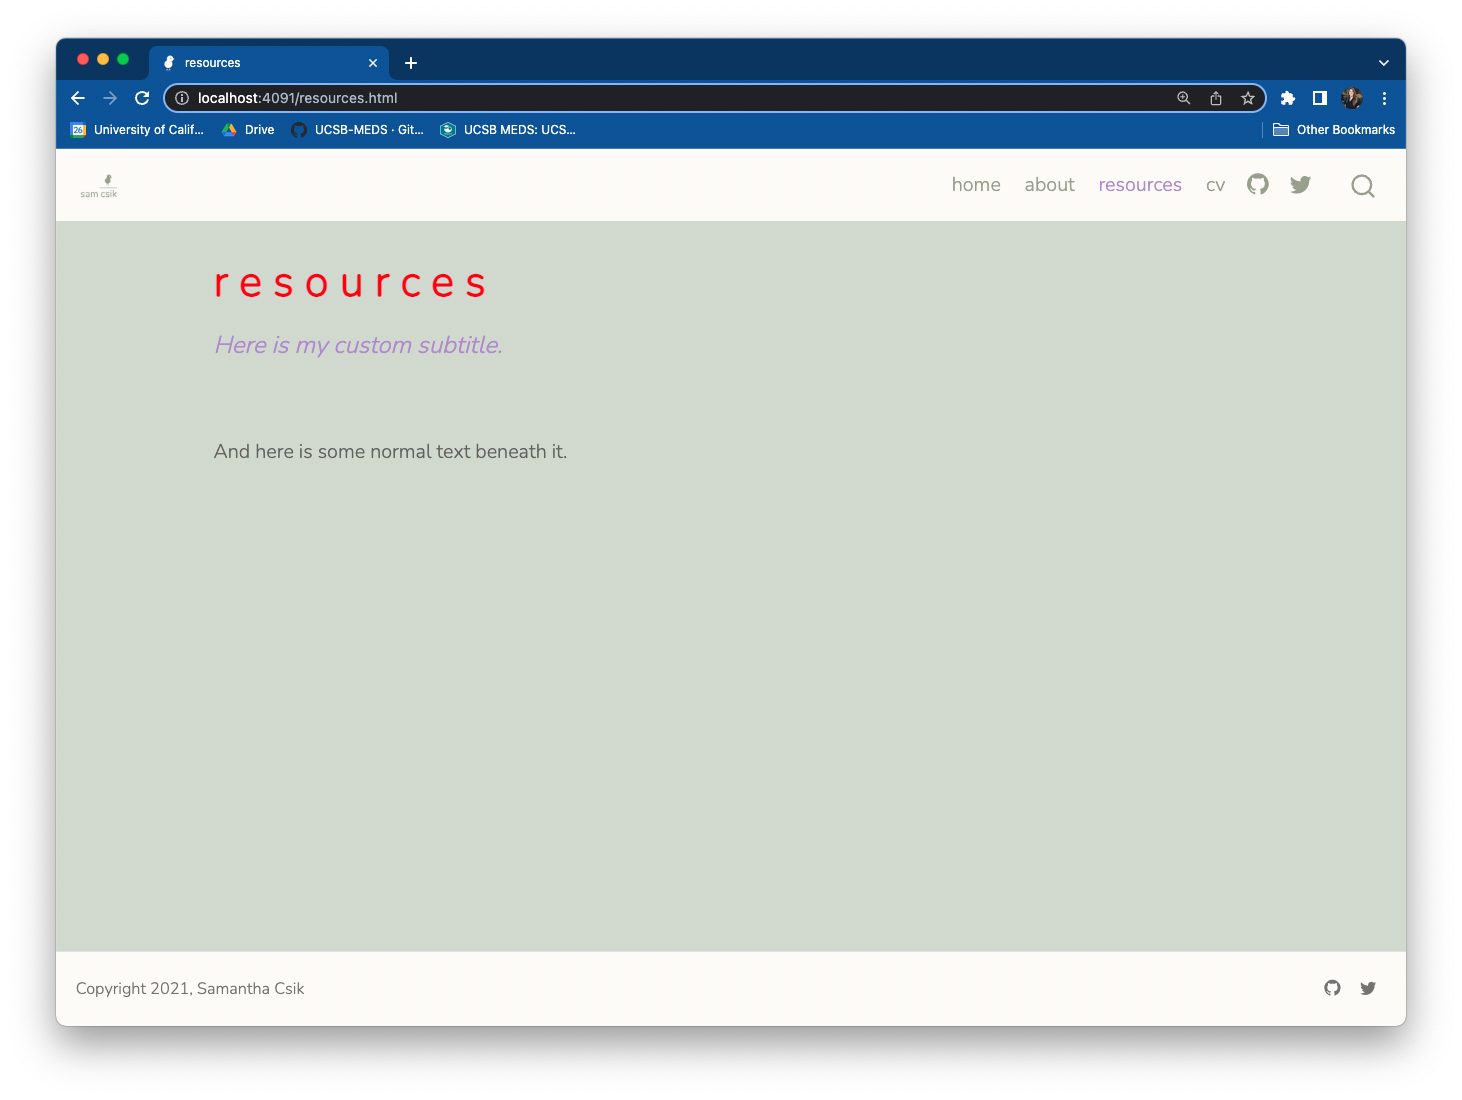 resources
localhost:4091/resources.html
26 University of Calif... Drive UCSB-MEDS · Git... UCSB MEDS: UCS... Other Bookmarks
sam csik
home about resources cv
resources
Here is my custom subtitle.
And here is some normal text beneath it.
Copyright 2021, Samantha Csik